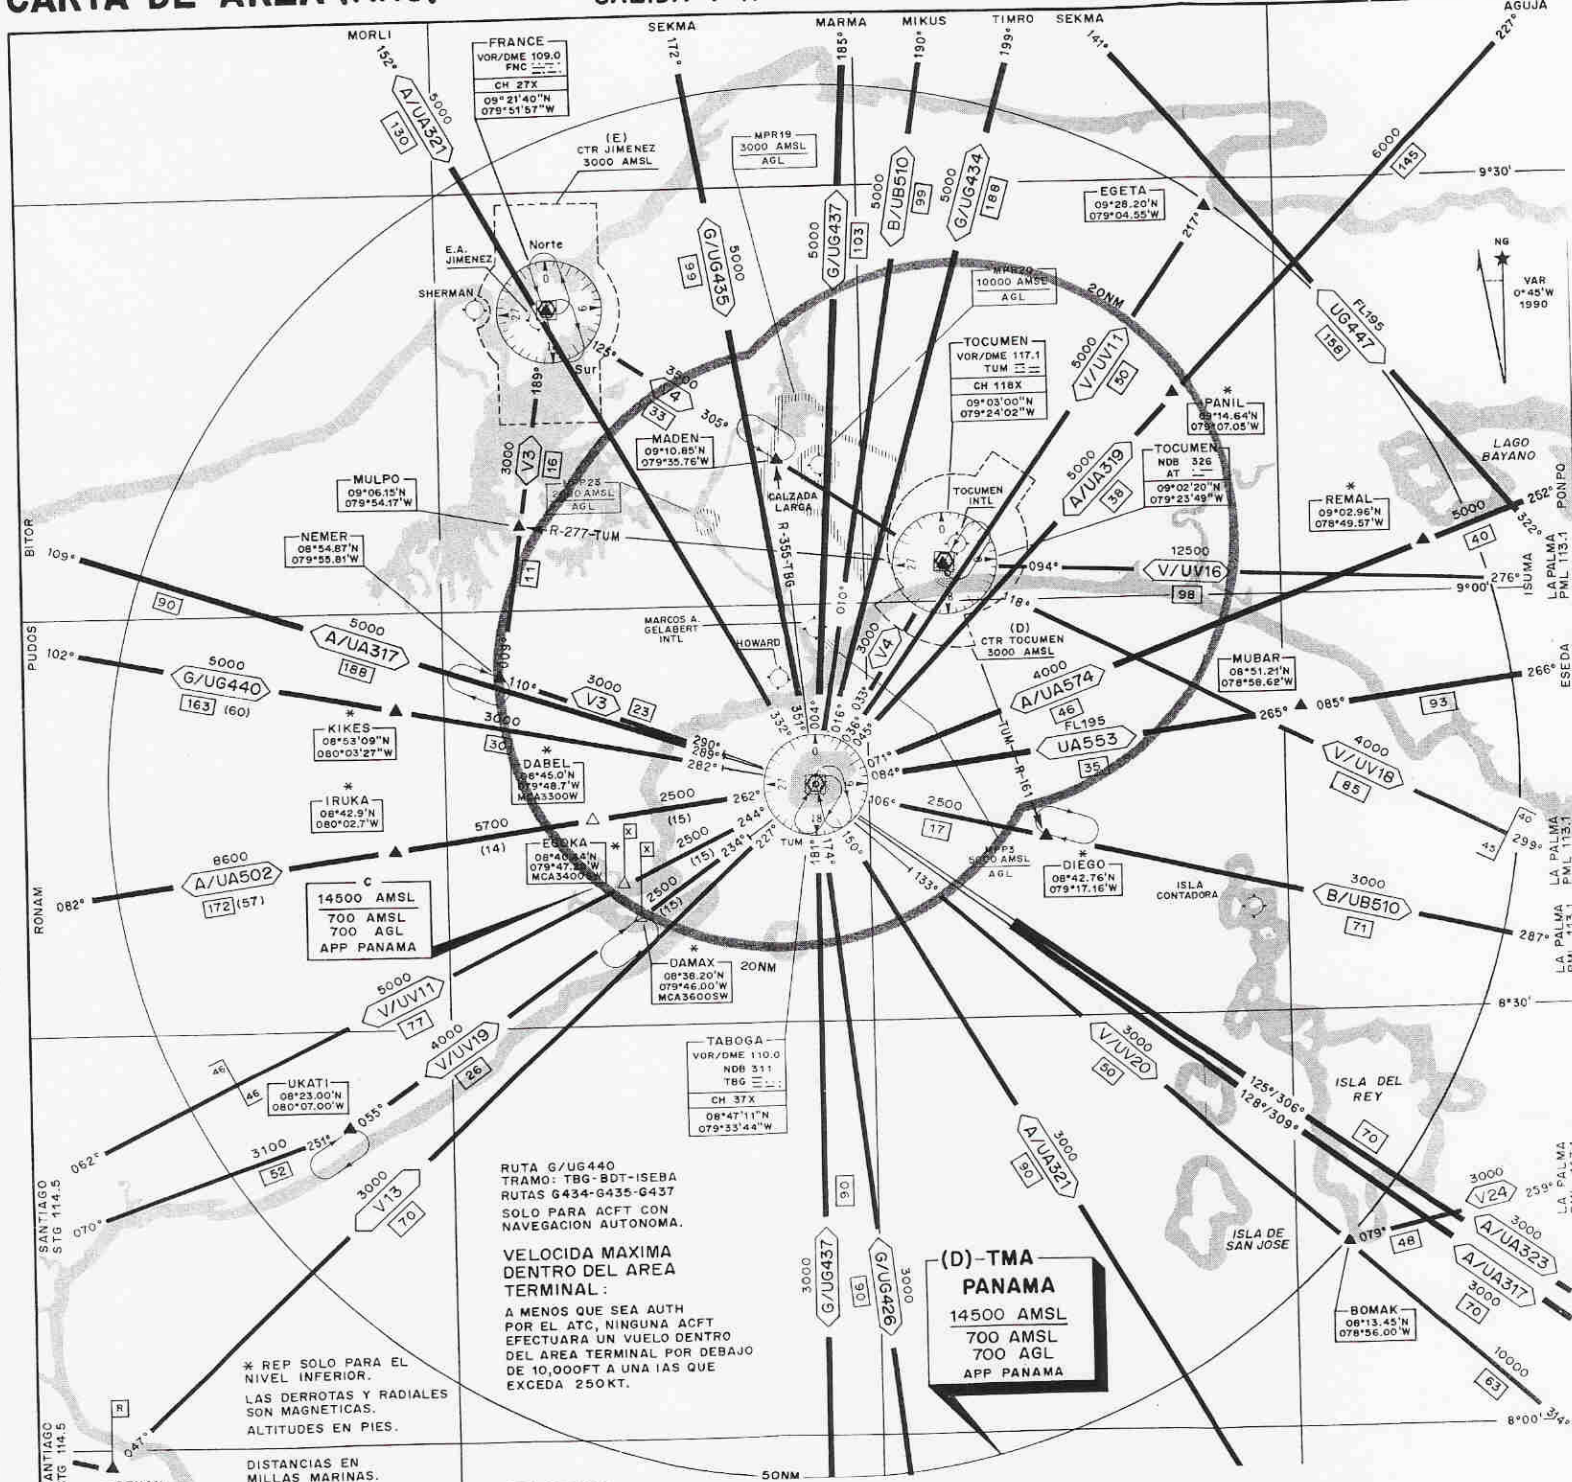 CARTA DE AREA
MORLI
152°
SEKMA
172°
MARMA
185°
MIKUS
190°
TIMRO
199°
SEKMA
141°
AGUJA
227°
FRANCE
VOR/DME 109.0
FNC
CH 27X
09°21'40"N
079°51'57"W
5000
A/UA321
130
(E)
CTR JIMENEZ
3000 AMSL
MPR19
3000 AMSL
AGL
5000
G/UG435
99
5000
G/UG437
103
5000
B/UB510
99
5000
G/UG434
188
EGETA
09°28.20'N
079°04.55'W
217°
6000
145
9°30'
NG
VAR
0°45'W
1990
E.A.
JIMENEZ
Norte
SHERMAN
Sur
0
9
18
27
125°
189°
MPR29
10000 AMSL
AGL
20NM
FL195
UG447
158
TOCUMEN
VOR/DME 117.1
TUM
CH 118X
09°03'00"N
079°24'02"W
5000
V/UV11
50
*
PANIL
09°14.64'N
079°07.05'W
3500
V4
33
305°
MADEN
09°10.85'N
079°35.76'W
3000
V3
16
MULPO
09°06.15'N
079°54.17'W
2000 AMSL
AGL
CALZADA
LARGA
TOCUMEN
INTL
5000
A/UA319
38
TOCUMEN
NDB 326
AT
09°02'20"N
079°23'49"W
LAGO
BAYANO
*
REMAL
09°02.96'N
078°49.57'W
5000
40
252°
322°
PONPO
BITOR
109°
NEMER
08°54.87'N
079°55.81'W
R-277-TUM
R-355-TBG
11
094°
12500
V/UV16
98
276°
9°00'
ISUMA
LA PALMA
PML 113.1
90
5000
A/UA317
188
PUDOS
102°
5000
G/UG440
163 (60)
MARCOS A.
GELABERT
INTL
HOWARD
010°
3000
V4
118°
(D)
CTR TOCUMEN
3000 AMSL
4000
A/UA574
46
MUBAR
08°51.21'N
078°58.62'W
265°
085°
93
266°
ESEDA
009°
110°
3000
V3
23
*
KIKES
08°53'09"N
080°03'27"W
3000
30
290°
289°
282°
332°
351°
004°
016°
033°
036°
045°
071°
084°
FL195
UA553
35
TUM-R-161
4000
V/UV18
85
*
DABEL
08°45.0'N
079°48.7'W
MCA3300W
*
IRUKA
08°42.9'N
080°02.7'W
5700
(14)
2500
(15)
262°
244°
234°
227°
106°
2500
17
40
45
299°
LA PALMA
PML 113.1
8600
A/UA502
172 (57)
RONAM
082°
C
14500 AMSL
700 AMSL
700 AGL
APP PANAMA
X
X
2500
(15)
2500
(15)
TUM
181°
174°
150°
133°
MPP3
5000 AMSL
AGL
*
DIEGO
08°42.76'N
079°17.16'W
ISLA
CONTADORA
3000
B/UB510
71
287°
LA PALMA
PML 113.1
*
DAMAX
08°38.20'N
079°46.00'W
MCA3600SW
20NM
8°30'
5000
V/UV11
77
4000
V/UV19
26
46
46
TABOGA
VOR/DME 110.0
NDB 311
TBG
CH 37X
08°47'11"N
079°33'44"W
3000
V/UV20
50
125°/306°
128°/309°
ISLA DEL
REY
70
UKATI
08°23.00'N
080°07.00'W
055°
251°
3100
52
062°
070°
SANTIAGO
STG 114.5
3000
V13
70
RUTA G/UG440
TRAMO: TBG-BDT-ISEBA
RUTAS G434-G435-G437
SOLO PARA ACFT CON
NAVEGACION AUTONOMA.
VELOCIDA MAXIMA
DENTRO DEL AREA
TERMINAL:
A MENOS QUE SEA AUTH
POR EL ATC, NINGUNA ACFT
EFECTUARA UN VUELO DENTRO
DEL AREA TERMINAL POR DEBAJO
DE 10,000FT A UNA IAS QUE
EXCEDA 250KT.
90
3000
G/UG437
90
G/UG426
3000
3000
A/UA321
90
(D)-TMA
PANAMA
14500 AMSL
700 AMSL
700 AGL
APP PANAMA
ISLA DE
SAN JOSE
079°
48
3000
V24
259°
3000
A/UA323
A/UA317
3000
70
BOMAK
08°13.45'N
078°56.00'W
10000
63
314°
8°00'
* REP SOLO PARA EL
NIVEL INFERIOR.
LAS DERROTAS Y RADIALES
SON MAGNETICAS.
ALTITUDES EN PIES.
DISTANCIAS EN
MILLAS MARINAS.
R
047°
50NM